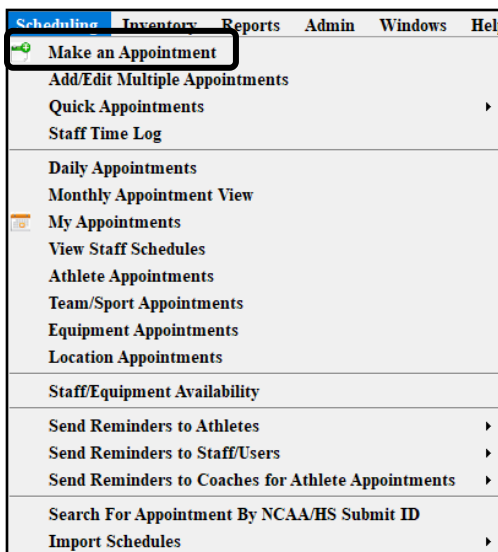 Scheduling Inventory Reports Admin Windows Help
Make an Appointment
Add/Edit Multiple Appointments
Quick Appointments
Staff Time Log
Daily Appointments
Monthly Appointment View
My Appointments
View Staff Schedules
Athlete Appointments
Team/Sport Appointments
Equipment Appointments
Location Appointments
Staff/Equipment Availability
Send Reminders to Athletes
Send Reminders to Staff/Users
Send Reminders to Coaches for Athlete Appointments
Search For Appointment By NCAA/HS Submit ID
Import Schedules